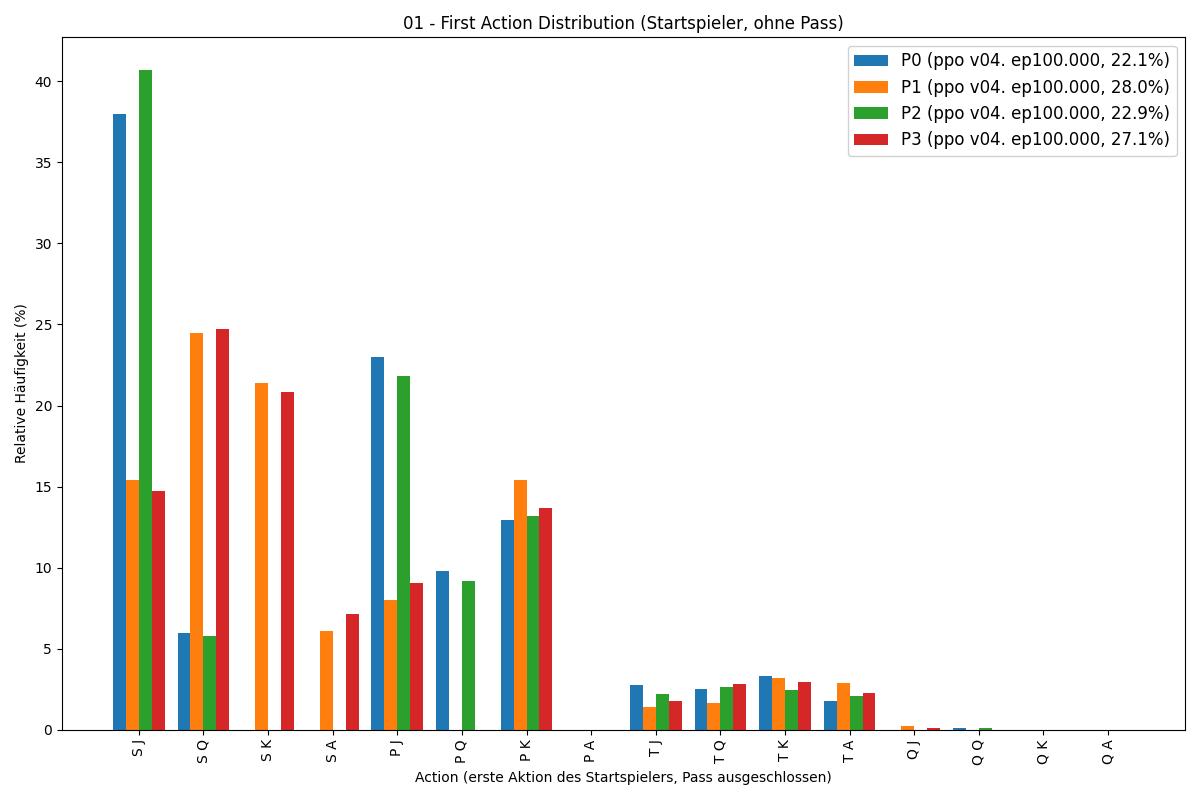 01 - First Action Distribution (Startspieler, ohne Pass)
P0 (ppo v04. ep100.000, 22.1%)
P1 (ppo v04. ep100.000, 28.0%)
P2 (ppo v04. ep100.000, 22.9%)
P3 (ppo v04. ep100.000, 27.1%)
Relative Häufigkeit (%)
40
35
30
25
20
15
10
5
0
S J
S Q
S K
S A
P J
P Q
P K
P A
T J
T Q
T K
T A
Q J
Q Q
Q K
Q A
Action (erste Aktion des Startspielers, Pass ausgeschlossen)